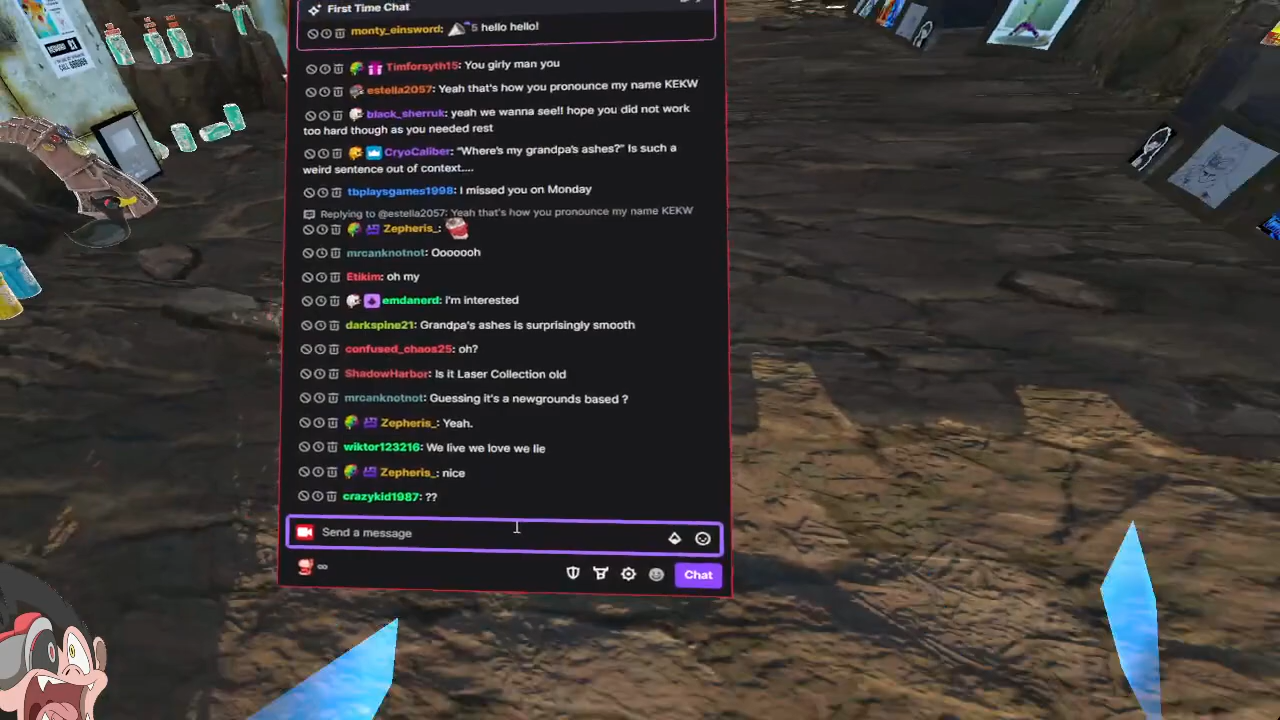 First Time Chat
monty_einsword: 5 hello hello!
Timforsyth15: You girly man you
estella2057: Yeah that's how you pronounce my name KEKW
black_sherruk: yeah we wanna see!! hope you did not work
too hard though as you needed rest
CryoCaliber: "Where's my grandpa's ashes?" Is such a
weird sentence out of context....
tbplaysgames1998: I missed you on Monday
Replying to @estella2057: Yeah that's how you pronounce my name KEKW
Zepheris_:
mrcanknotnot: Ooooooh
Etikim: oh my
emdanerd: i'm interested
darkspine21: Grandpa's ashes is surprisingly smooth
confused_chaos25: oh?
ShadowHarbor: Is it Laser Collection old
mrcanknotnot: Guessing it's a newgrounds based ?
Zepheris_: Yeah.
wiktor123216: We live we love we lie
Zepheris_: nice
crazykid1987: ??
Send a message
∞
Chat